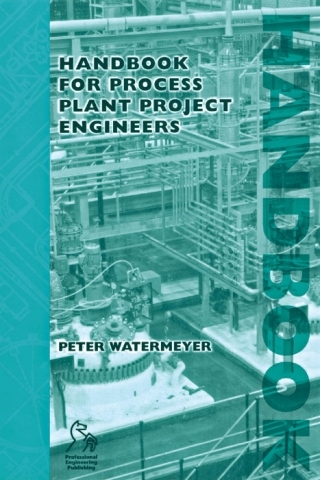 HANDBOOK
FOR PROCESS
PLANT PROJECT
ENGINEERS
HANDBOOK
PETER WATERMEYER
Professional
Engineering
Publishing